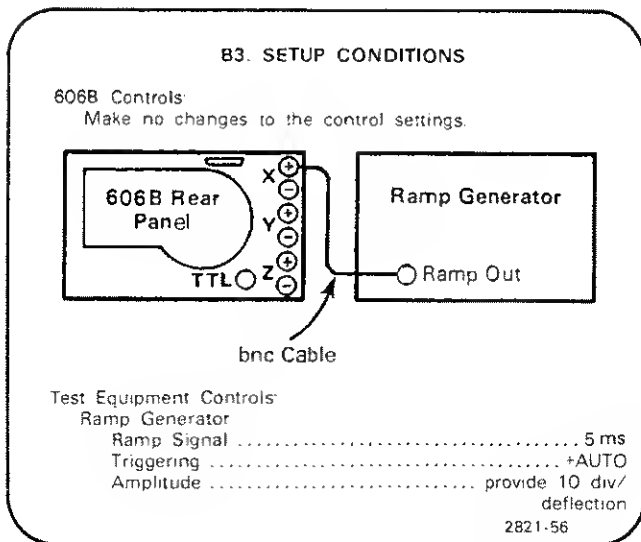 B3. SETUP CONDITIONS
606B Controls:
Make no changes to the control settings.
606B Rear
Panel
X
+
−
Y
+
−
TTL
Z
+
−
Ramp Generator
Ramp Out
bnc Cable
Test Equipment Controls:
Ramp Generator
Ramp Signal ........................................ 5 ms
Triggering ........................................ +AUTO
Amplitude .............................. provide 10 div/
deflection
2821-56